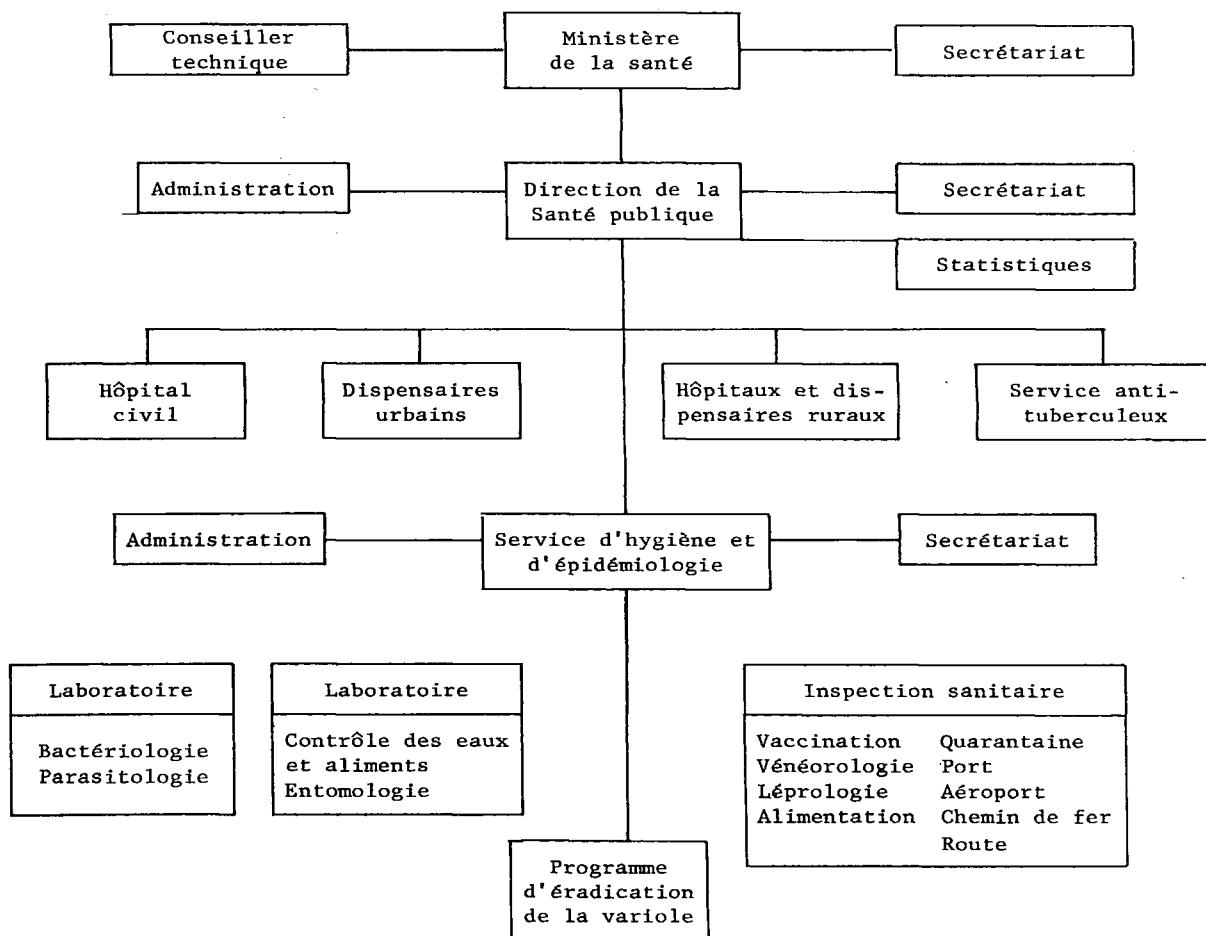 Conseiller
technique
Ministère
de la santé
Secrétariat
Administration
Direction de la
Santé publique
Secrétariat
Statistiques
Hôpital
civil
Dispensaires
urbains
Hôpitaux et dis-
pensaires ruraux
Service anti-
tuberculeux
Administration
Service d'hygiène et
d'épidémiologie
Secrétariat
Laboratoire
Bactériologie
Parasitologie
Laboratoire
Contrôle des eaux
et aliments
Entomologie
Inspection sanitaire
Vaccination Quarantaine
Vénéorologie Port
Léprologie Aéroport
Alimentation Chemin de fer
Route
Programme
d'éradication
de la variole